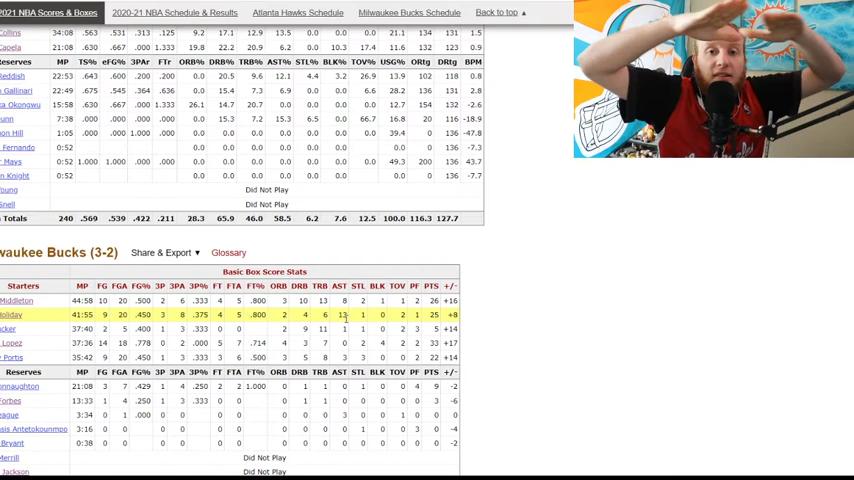 2021 NBA Scores & Boxes 2020-21 NBA Schedule & Results Atlanta Hawks Schedule Milwaukee Bucks Schedule Back to top ▲
Collins 34:08 .563 .531 .313 .125 9.2 17.1 12.9 13.5 0.0 0.0 0.0 21.1 134 131 1.5
Capela 21:08 .630 .667 .000 1.333 19.8 22.2 20.9 6.2 0.0 10.3 17.4 11.6 132 123 0.9
Reserves MP TS% eFG% 3PAr FTr ORB% DRB% TRB% AST% STL% BLK% TOV% USG% ORtg DRtg BPM
Reddish 22:53 .643 .600 .200 .200 0.0 20.5 9.6 12.1 4.4 3.2 26.9 13.9 102 118 0.8
Gallinari 22:49 .675 .545 .364 .636 0.0 15.4 7.2 6.9 0.0 0.0 6.6 28.2 136 131 2.8
ka Okongwu 15:58 .630 .667 .000 1.333 26.1 14.7 20.7 0.0 0.0 0.0 0.0 12.7 154 132 -2.6
unn 7:38 .000 .000 .000 .000 0.0 15.3 7.2 15.3 6.5 0.0 66.7 16.8 20 116 -18.9
on Hill 1:05 .000 .000 1.000 .000 0.0 0.0 0.0 0.0 0.0 0.0 0.0 39.4 0 134 -47.8
Fernando 0:52 0.0 0.0 0.0 0.0 0.0 0.0 0.0 136 -7.3
r Mays 0:52 1.000 1.000 .000 .000 0.0 0.0 0.0 0.0 0.0 0.0 0.0 49.3 200 136 43.7
n Knight 0:52 0.0 0.0 0.0 0.0 0.0 0.0 0.0 136 -7.7
Young Did Not Play
Snell Did Not Play
Totals 240 .569 .539 .422 .211 28.3 65.9 46.0 58.5 6.2 7.6 12.5 100.0 116.3 127.7
waukee Bucks (3-2) Share & Export ▼ Glossary
Basic Box Score Stats
Starters MP FG FGA FG% 3P 3PA 3P% FT FTA FT% ORB DRB TRB AST STL BLK TOV PF PTS +/-
Middleton 44:58 10 20 .500 2 6 .333 4 5 .800 3 10 13 8 2 1 1 2 26 +16
Holiday 41:55 9 20 .450 3 8 .375 4 5 .800 2 4 6 13 1 0 2 1 25 +8
ucker 37:40 2 5 .400 1 3 .333 0 0 2 9 11 1 1 0 2 3 5 +14
Lopez 37:36 14 18 .778 0 2 .000 5 7 .714 4 3 7 0 2 4 2 3 33 +17
y Portis 35:42 9 20 .450 1 3 .333 3 6 .500 3 5 8 3 3 0 0 2 22 +14
Reserves MP FG FGA FG% 3P 3PA 3P% FT FTA FT% ORB DRB TRB AST STL BLK TOV PF PTS +/-
onnaughton 21:08 3 7 .429 1 4 .250 2 2 1.000 0 1 1 0 1 0 0 4 9 -2
Forbes 13:33 1 4 .250 1 3 .333 0 0 0 1 1 0 0 0 0 3 3 -6
eague 3:34 0 1 .000 0 0 0 0 0 0 0 3 0 0 1 0 0 -4
asis Antetokounmpo 3:16 0 0 0 0 0 0 0 0 0 0 1 0 0 3 0 -4
Bryant 0:38 0 0 0 0 0 0 0 0 0 0 0 0 0 0 0 -2
Merrill Did Not Play
Jackson Did Not Play